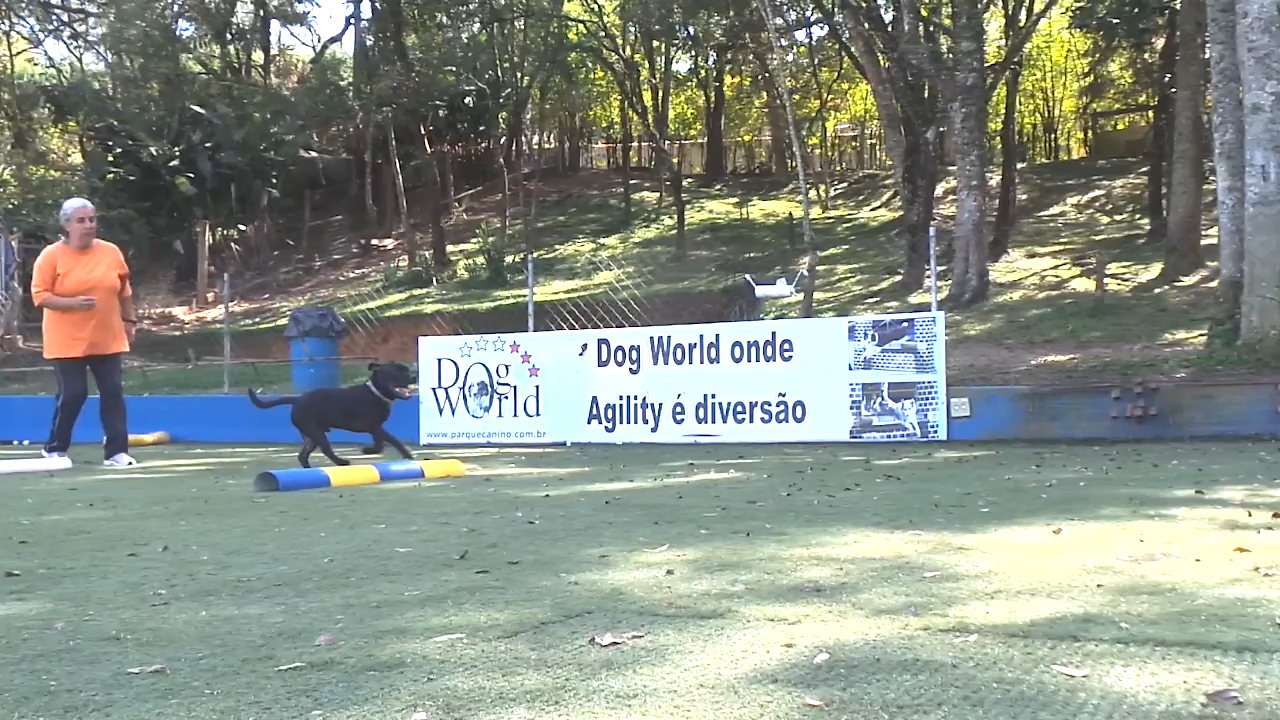 Dog
World
www.parquecanino.com.br
Dog World onde
Agility é diversão